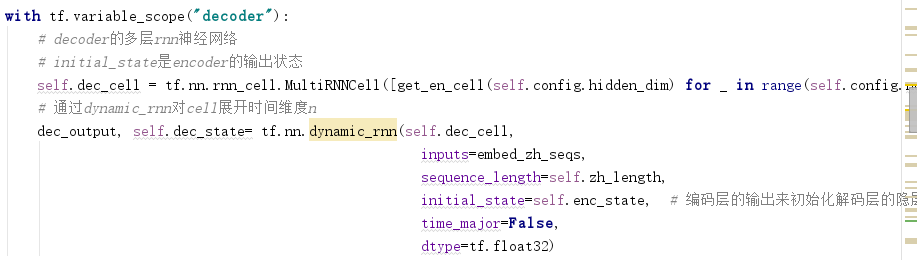 with tf.variable_scope("decoder"):
# decoder的多层rnn神经网络
# initial_state是encoder的输出状态
self.dec_cell = tf.nn.rnn_cell.MultiRNNCell([get_en_cell(self.config.hidden_dim) for _ in range(self.config.
# 通过dynamic_rnn对cell展开时间维度n
dec_output, self.dec_state= tf.nn.dynamic_rnn(self.dec_cell,
inputs=embed_zh_seqs,
sequence_length=self.zh_length,
initial_state=self.enc_state, # 编码层的输出来初始化解码层的隐层
time_major=False,
dtype=tf.float32)